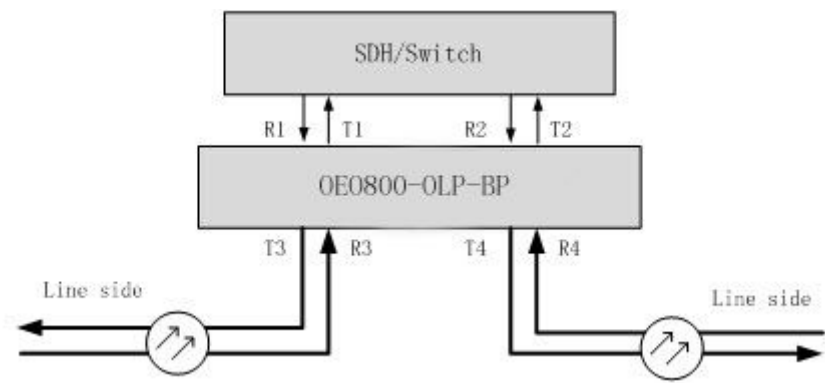 SDH/Switch
R1 T1 R2 T2
OEO800-OLP-BP
T3 R3 T4 R4
Line side
Line side